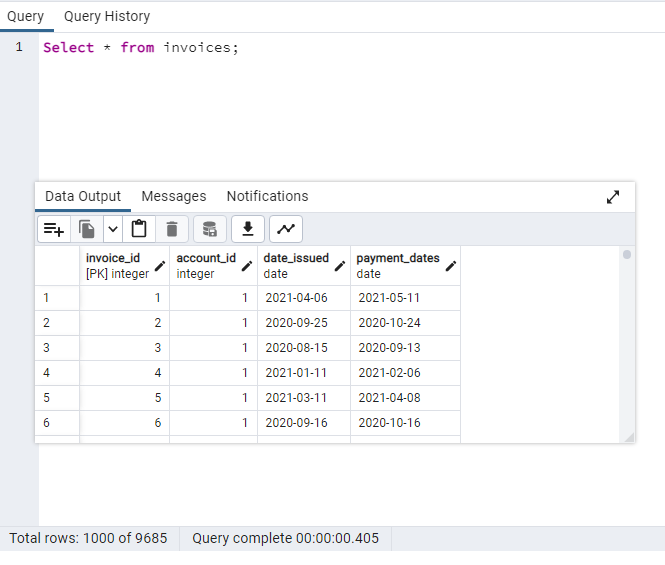 Query Query History
1 Select * from invoices;
Data Output Messages Notifications
invoice_id account_id date_issued payment_dates
[PK] integer integer date date
1 1 1 2021-04-06 2021-05-11
2 2 1 2020-09-25 2020-10-24
3 3 1 2020-08-15 2020-09-13
4 4 1 2021-01-11 2021-02-06
5 5 1 2021-03-11 2021-04-08
6 6 1 2020-09-16 2020-10-16
Total rows: 1000 of 9685 Query complete 00:00:00.405